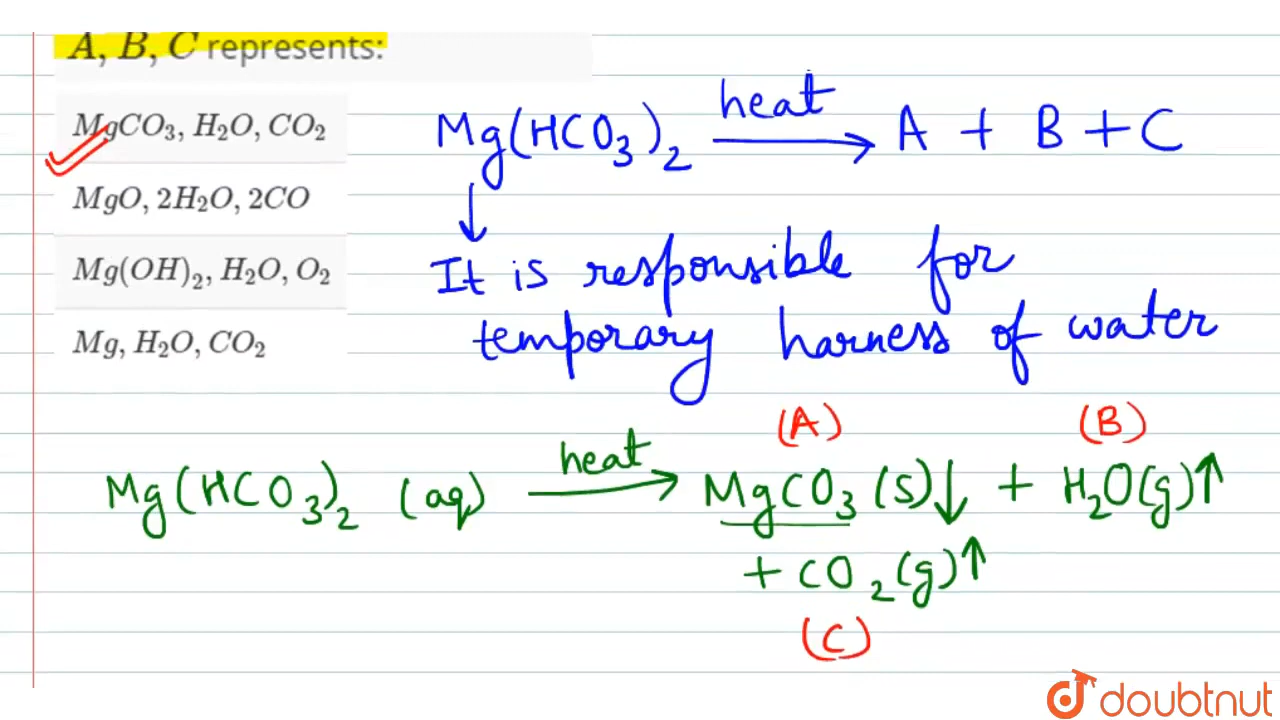 A, B, C represents:
MgCO₃, H₂O, CO₂
MgO, 2H₂O, 2CO
Mg(OH)₂, H₂O, O₂
Mg, H₂O, CO₂
Mg(HCO₃)₂ heat → A + B + C
↓
It is responsible for
temporary harness of water
(A) (B)
Mg(HCO₃)₂ (aq) heat → MgCO₃(s)↓ + H₂O(g)↑
+ CO₂(g)↑
(C)
doubtnut